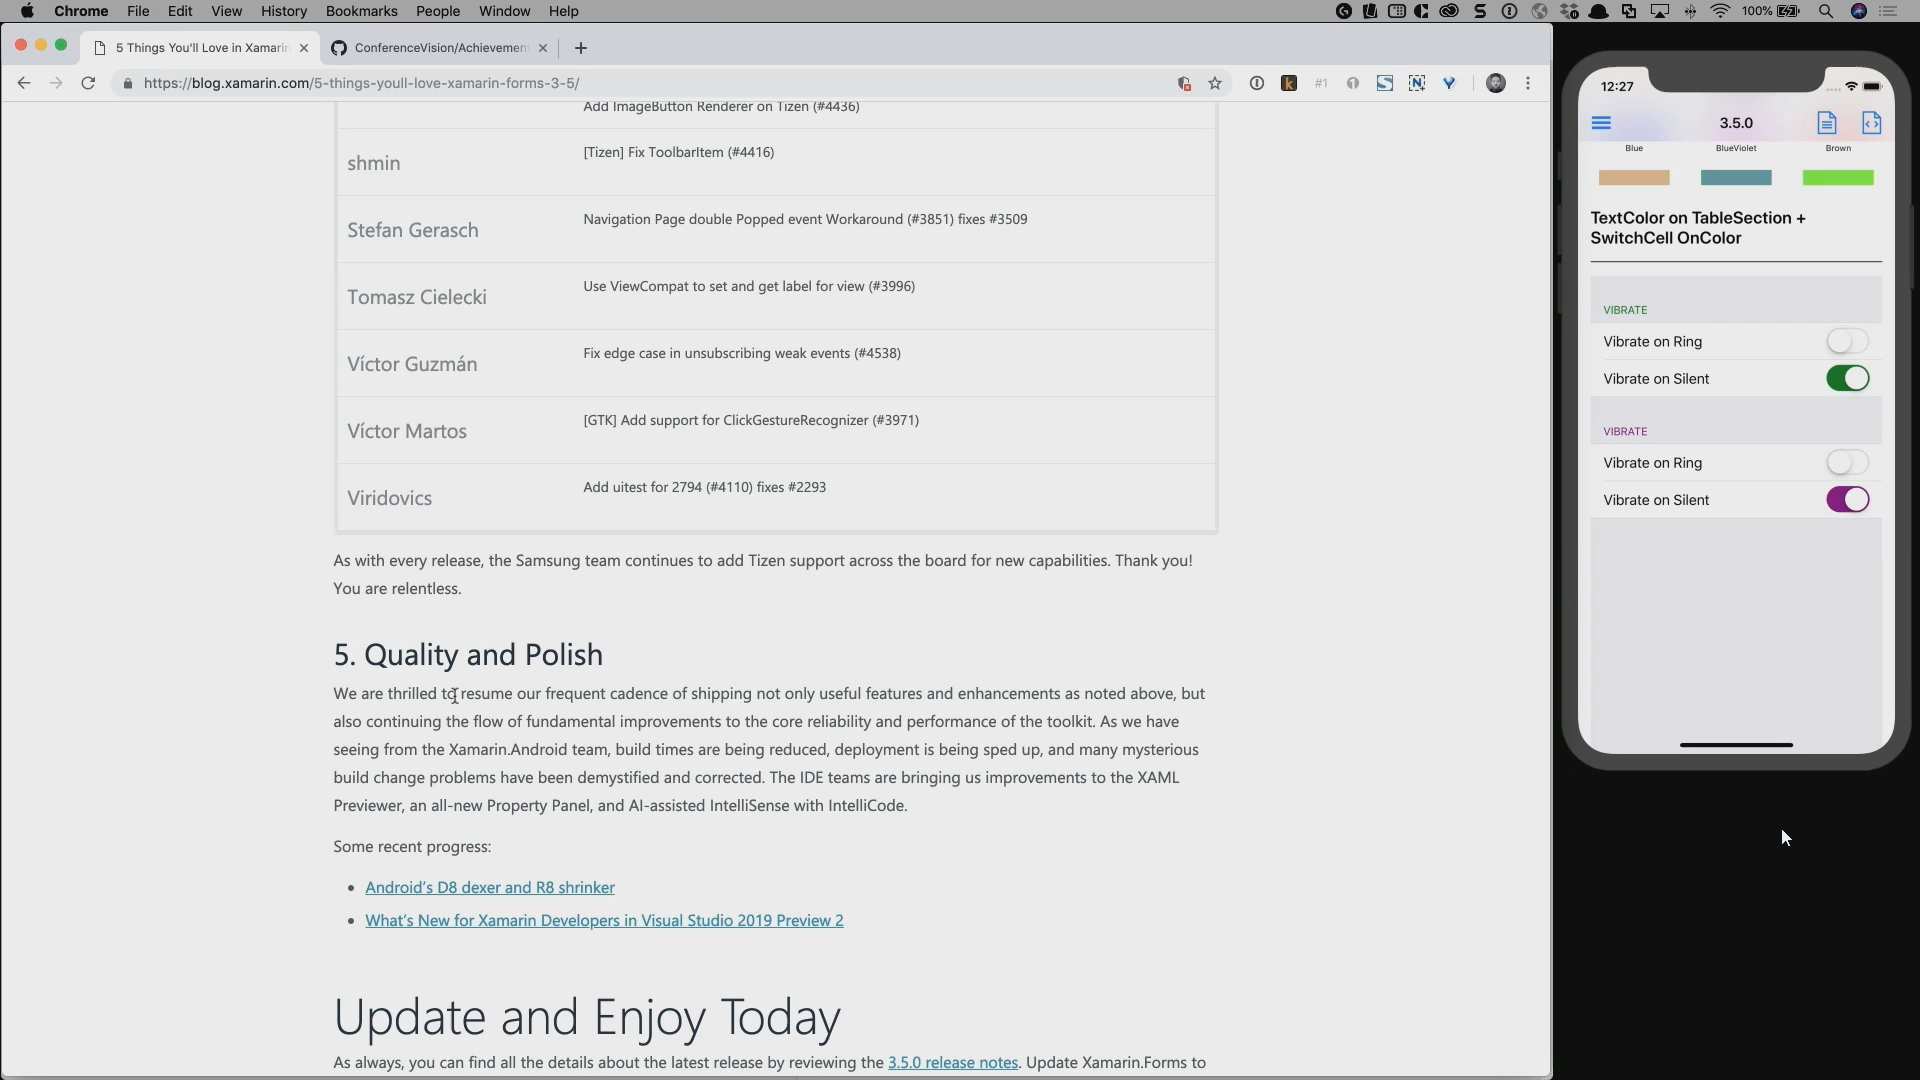 Chrome File Edit View History Bookmarks People Window Help
100%
5 Things You'll Love in Xamarin
ConferenceVision/Achievemen
https://blog.xamarin.com/5-things-youll-love-xamarin-forms-3-5/
#1
Add ImageButton Renderer on Tizen (#4436)
shmin
[Tizen] Fix ToolbarItem (#4416)
Stefan Gerasch
Navigation Page double Popped event Workaround (#3851) fixes #3509
Tomasz Cielecki
Use ViewCompat to set and get label for view (#3996)
Víctor Guzmán
Fix edge case in unsubscribing weak events (#4538)
Víctor Martos
[GTK] Add support for ClickGestureRecognizer (#3971)
Viridovics
Add uitest for 2794 (#4110) fixes #2293
As with every release, the Samsung team continues to add Tizen support across the board for new capabilities. Thank you!
You are relentless.
5. Quality and Polish
We are thrilled to resume our frequent cadence of shipping not only useful features and enhancements as noted above, but
also continuing the flow of fundamental improvements to the core reliability and performance of the toolkit. As we have
seeing from the Xamarin.Android team, build times are being reduced, deployment is being sped up, and many mysterious
build change problems have been demystified and corrected. The IDE teams are bringing us improvements to the XAML
Previewer, an all-new Property Panel, and AI-assisted IntelliSense with IntelliCode.
Some recent progress:
Android's D8 dexer and R8 shrinker
What's New for Xamarin Developers in Visual Studio 2019 Preview 2
Update and Enjoy Today
As always, you can find all the details about the latest release by reviewing the 3.5.0 release notes. Update Xamarin.Forms to
12:27
3.5.0
Blue BlueViolet Brown
TextColor on TableSection +
SwitchCell OnColor
VIBRATE
Vibrate on Ring
Vibrate on Silent
VIBRATE
Vibrate on Ring
Vibrate on Silent